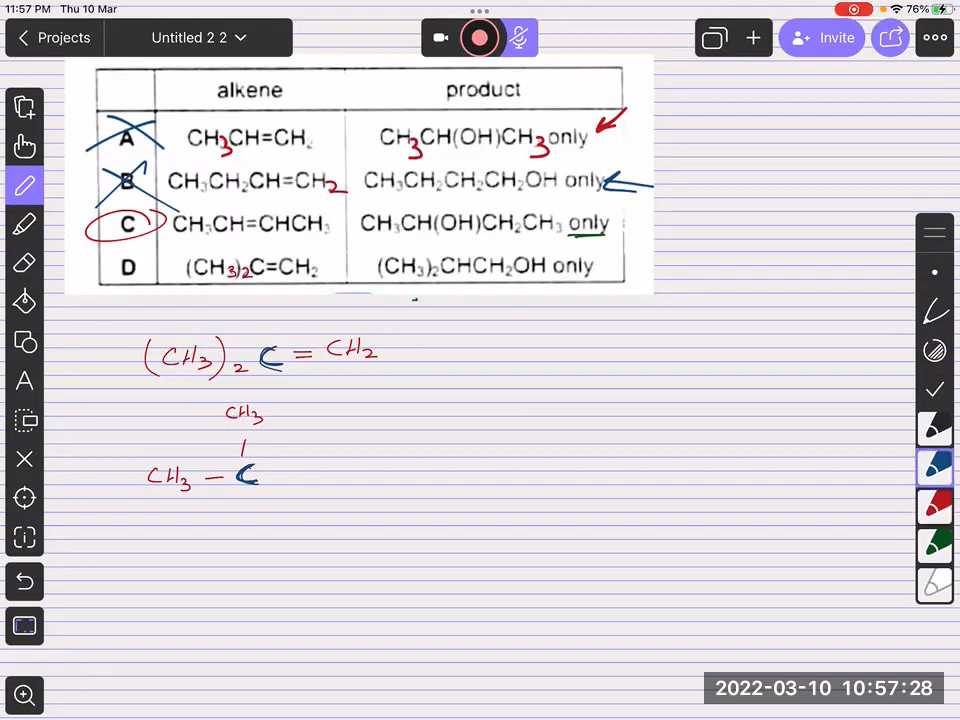 11:57 PM Thu 10 Mar 76%
Projects Untitled 2 2 Invite
alkene product
A CH₃CH=CH₂ CH₃CH(OH)CH₃ only
B CH₃CH₂CH=CH₂ CH₃CH₂CH₂CH₂OH only
C CH₃CH=CHCH₃ CH₃CH(OH)CH₂CH₃ only
D (CH₃)₂C=CH₂ (CH₃)₂CHCH₂OH only
(CH₃)₂ C = CH₂
CH₃
|
CH₃ — C
A
2022-03-10 10:57:28